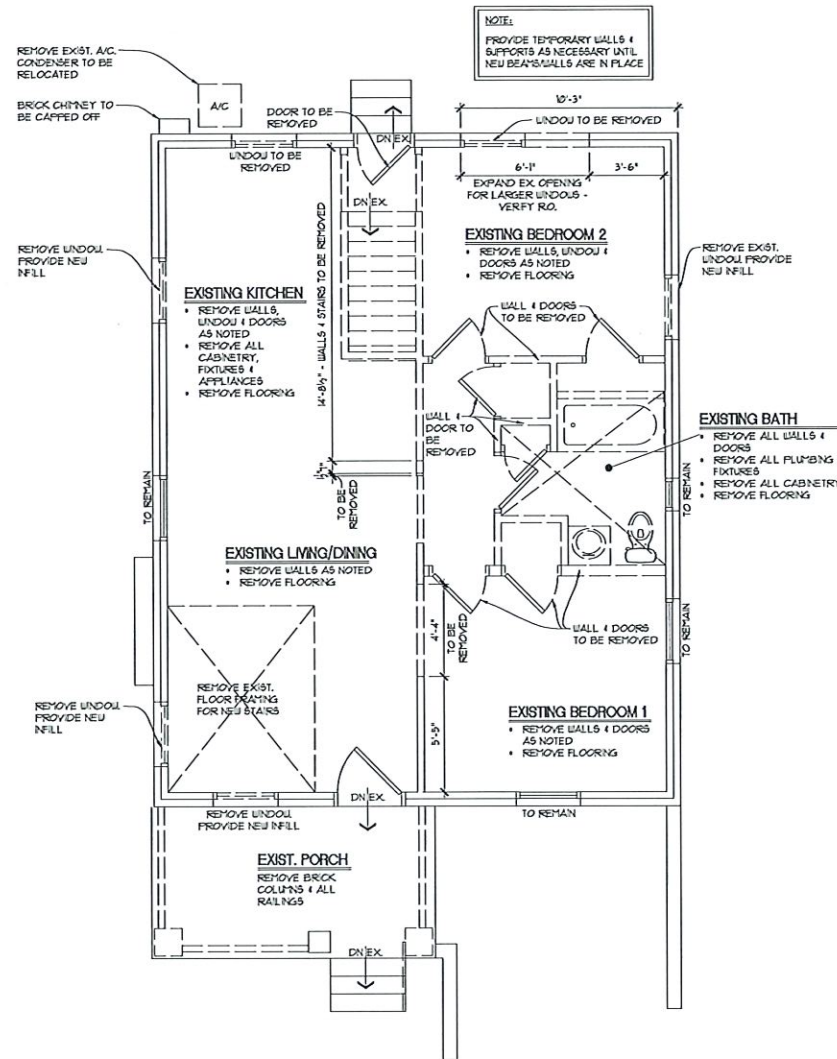 NOTE:
PROVIDE TEMPORARY WALLS &
SUPPORTS AS NECESSARY UNTIL
NEW BEAMS/WALLS ARE IN PLACE
REMOVE EXIST. A/C.
CONDENSER TO BE
RELOCATED
A/C
BRICK CHIMNEY TO
BE CAPPED OFF
DOOR TO BE
REMOVED
DN EX.
10'-3"
WINDOW TO BE REMOVED
WINDOW TO BE
REMOVED
6'-1"
3'-6"
EXPAND EX. OPENING
FOR LARGER WINDOWS -
VERIFY R.O.
DN EX.
EXISTING BEDROOM 2
• REMOVE WALLS, WINDOW &
DOORS AS NOTED
• REMOVE FLOORING
REMOVE WINDOW.
PROVIDE NEW
INFILL
REMOVE EXIST.
WINDOW. PROVIDE
NEW INFILL
EXISTING KITCHEN
• REMOVE WALLS,
WINDOW & DOORS
AS NOTED
• REMOVE ALL
CABINETRY,
FIXTURES &
APPLIANCES
• REMOVE FLOORING
14'-8½" - WALLS & STAIRS TO BE REMOVED
WALL & DOORS
TO BE REMOVED
WALL &
DOOR TO
BE
REMOVED
EXISTING BATH
• REMOVE ALL WALLS &
DOORS
• REMOVE ALL PLUMBING
FIXTURES
• REMOVE ALL CABINETRY
• REMOVE FLOORING
TO BE
REMOVED
TO REMAIN
TO REMAIN
EXISTING LIVING/DINING
• REMOVE WALLS AS NOTED
• REMOVE FLOORING
4'-4"
TO BE
REMOVED
WALL & DOORS
TO BE REMOVED
TO REMAIN
REMOVE EXIST.
FLOOR FRAMING
FOR NEW STAIRS
REMOVE WINDOW.
PROVIDE NEW
INFILL
5'-5"
EXISTING BEDROOM 1
• REMOVE WALLS & DOORS
AS NOTED
• REMOVE FLOORING
DN EX.
REMOVE WINDOW.
PROVIDE NEW INFILL
TO REMAIN
EXIST. PORCH
REMOVE BRICK
COLUMNS & ALL
RAILINGS
DN EX.